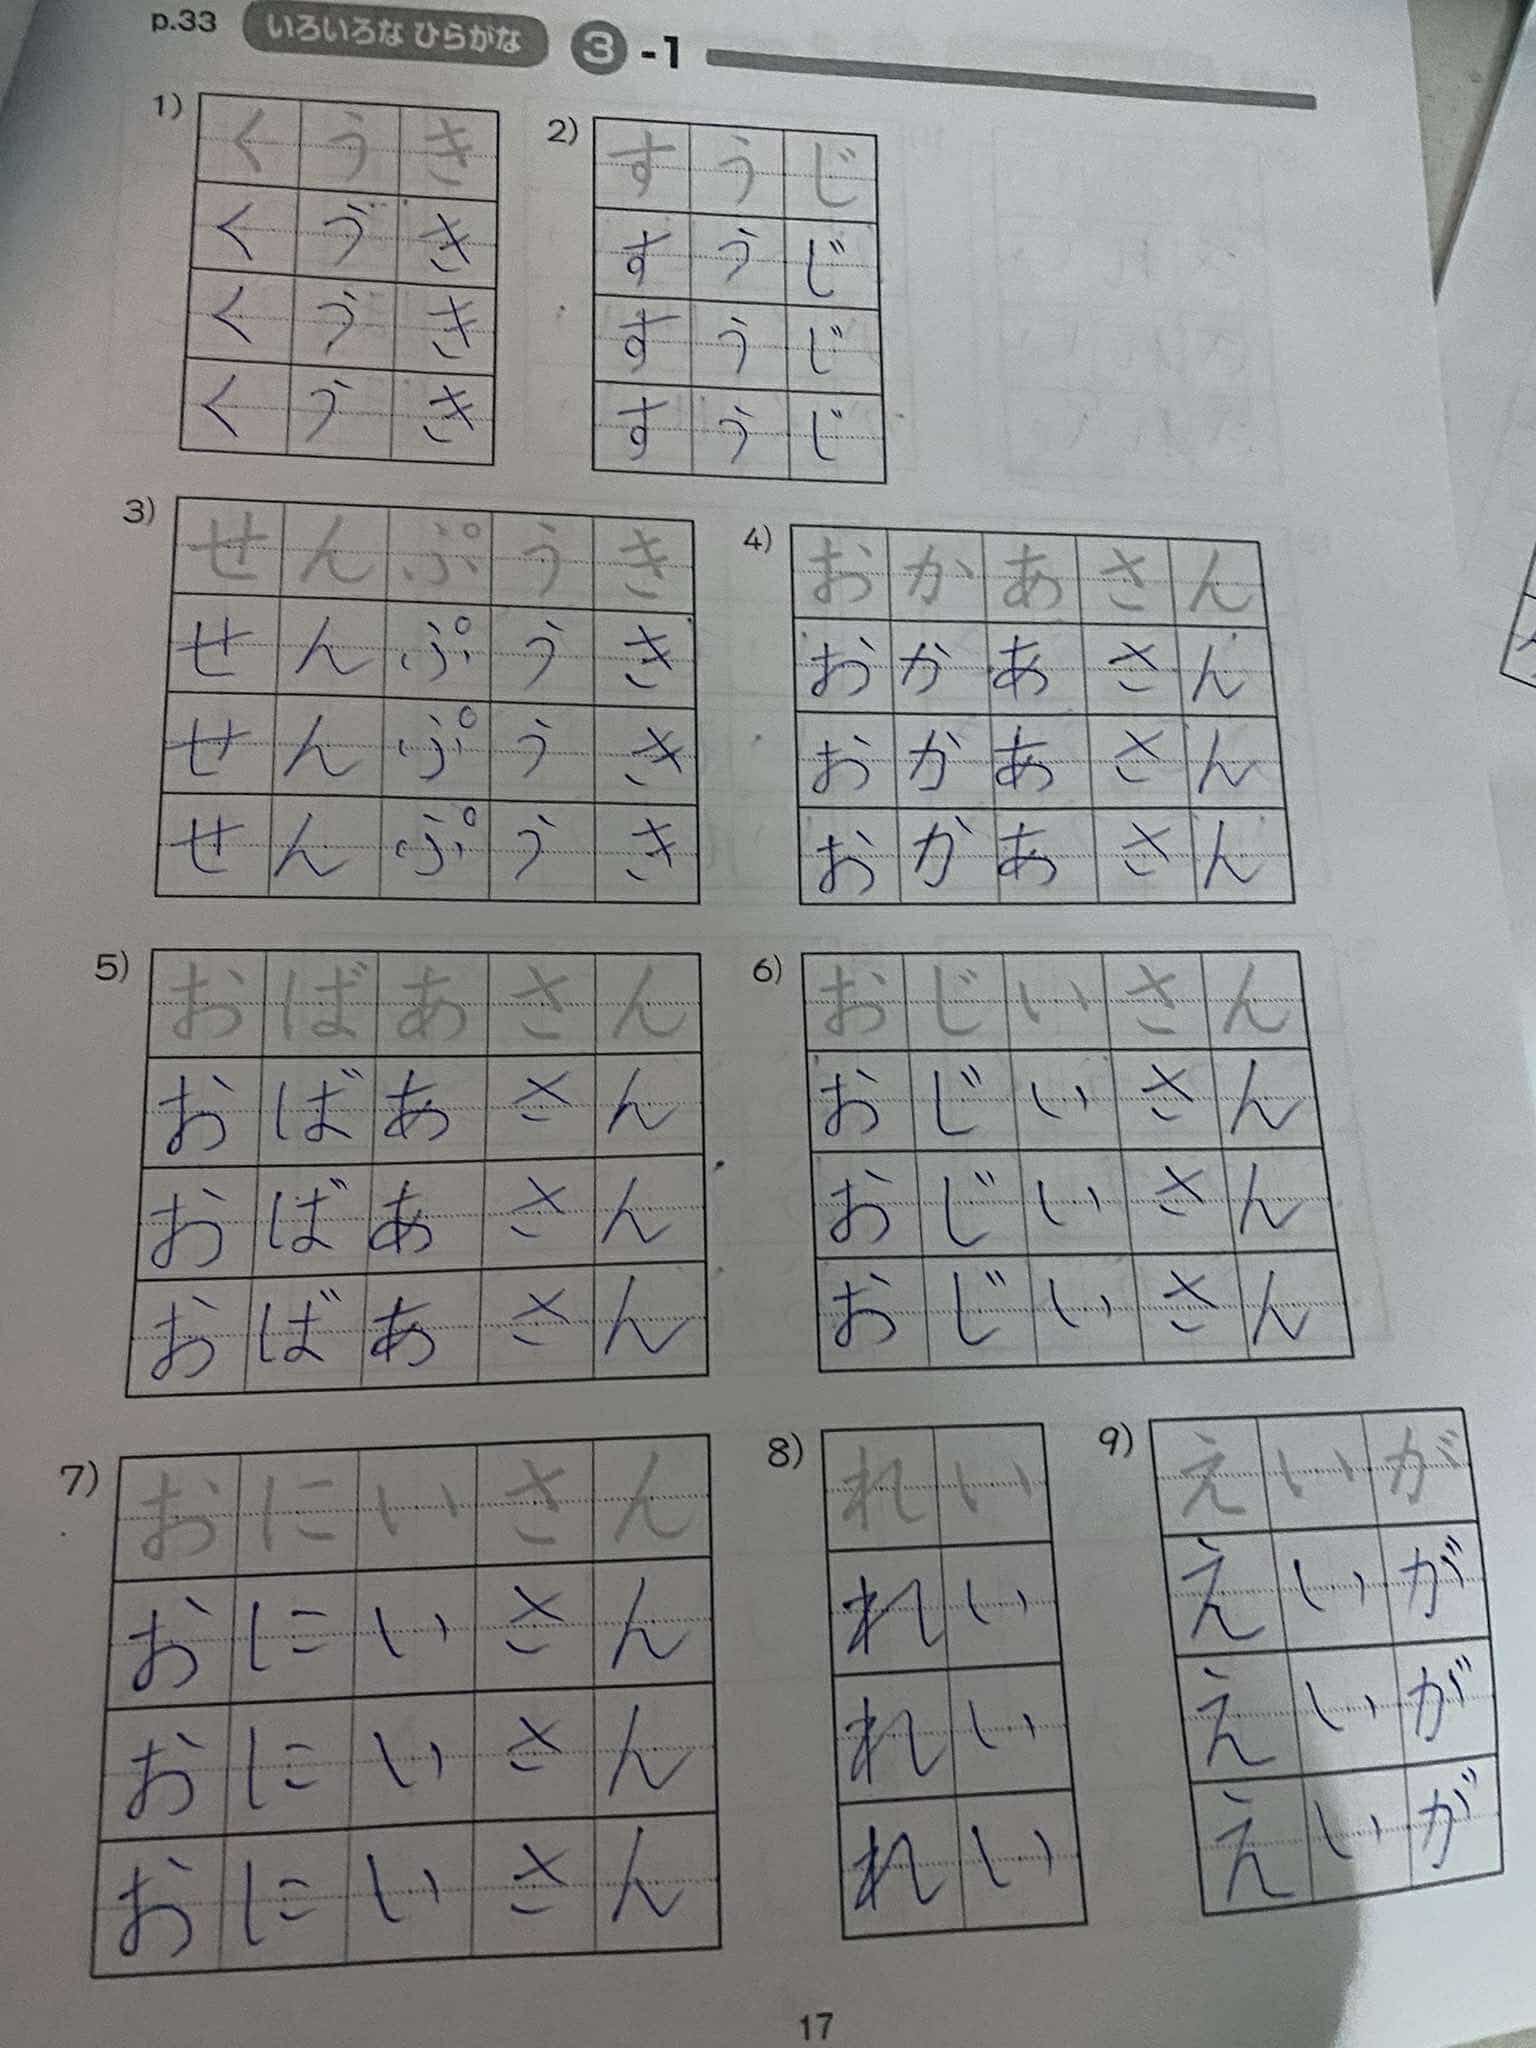 p.33 いろいろな ひらがな 3 -1
1)
くうき
くうき
くうき
くうき
2)
すうじ
すうじ
すうじ
すうじ
3)
せんぷうき
せんぷうき
せんぷうき
せんぷうき
4)
おかあさん
おかあさん
おかあさん
おかあさん
5)
おばあさん
おばあさん
おばあさん
おばあさん
6)
おじいさん
おじいさん
おじいさん
おじいさん
7)
おにいさん
おにいさん
おにいさん
おにいさん
8)
れい
れい
れい
れい
9)
えいが
えいが
えいが
えいが
17